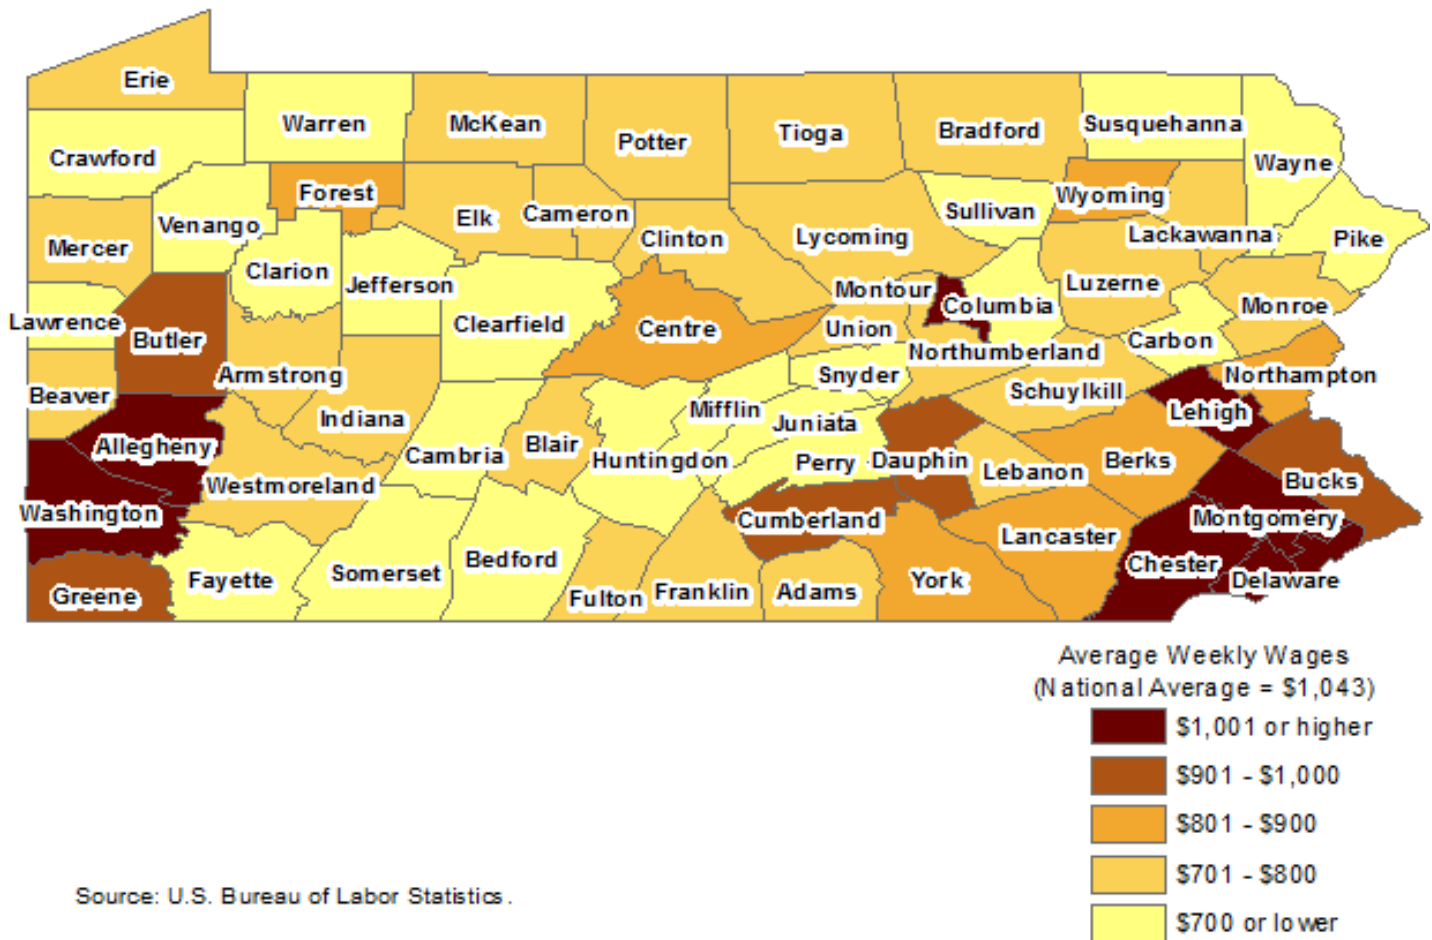 Erie
Warren
McKean
Potter
Tioga
Bradford
Susquehanna
Crawford
Wayne
Forest
Wyoming
Venango
Elk
Cameron
Sullivan
Mercer
Clinton
Lycoming
Lackawanna
Pike
Clarion
Jefferson
Montour
Columbia
Luzerne
Monroe
Lawrence
Butler
Clearfield
Centre
Union
Northumberland
Carbon
Beaver
Armstrong
Snyder
Schuylkill
Northampton
Indiana
Mifflin
Juniata
Lehigh
Allegheny
Cambria
Blair
Huntingdon
Perry
Dauphin
Lebanon
Berks
Bucks
Westmoreland
Washington
Cumberland
Montgomery
Lancaster
Bedford
Chester
Greene
Fayette
Somerset
Fulton
Franklin
Adams
York
Delaware
Average Weekly Wages
(National Average = $1,043)
$1,001 or higher
$901 - $1,000
$801 - $900
$701 - $800
$700 or lower
Source: U.S. Bureau of Labor Statistics.